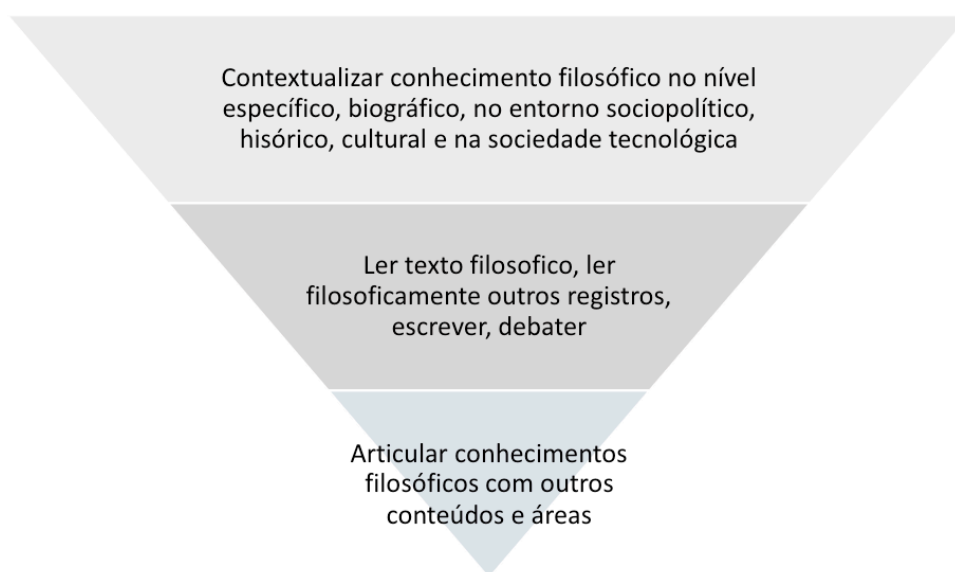 Contextualizar conhecimento filosófico no nível
específico, biográfico, no entorno sociopolítico,
hisórico, cultural e na sociedade tecnológica
Ler texto filosofico, ler
filosoficamente outros registros,
escrever, debater
Articular conhecimentos
filosóficos com outros
conteúdos e áreas